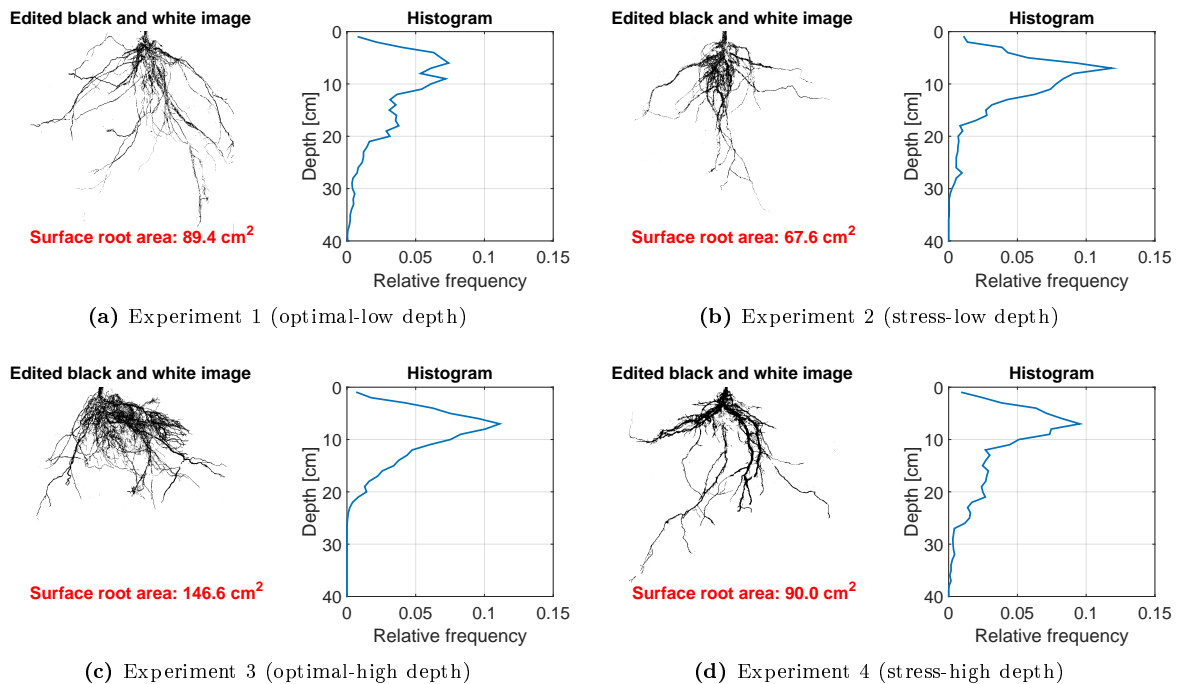 Edited black and white image
Histogram
0
10
20
30
40
Depth [cm]
0
0.05
0.1
0.15
Relative frequency
Surface root area: 89.4 cm²
(a) Experiment 1 (optimal-low depth)
Edited black and white image
Histogram
0
10
20
30
40
Depth [cm]
0
0.05
0.1
0.15
Relative frequency
Surface root area: 67.6 cm²
(b) Experiment 2 (stress-low depth)
Edited black and white image
Histogram
0
10
20
30
40
Depth [cm]
0
0.05
0.1
0.15
Relative frequency
Surface root area: 146.6 cm²
(c) Experiment 3 (optimal-high depth)
Edited black and white image
Histogram
0
10
20
30
40
Depth [cm]
0
0.05
0.1
0.15
Relative frequency
Surface root area: 90.0 cm²
(d) Experiment 4 (stress-high depth)